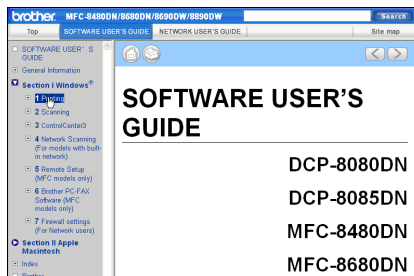 brother MFC-8480DN/8680DN/8690DW/8890DW Search
Top SOFTWARE USER'S GUIDE NETWORK USER'S GUIDE Site map
SOFTWARE USER'S
GUIDE
General Information
Section I Windows®
1 Printing
2 Scanning
3 ControlCenter3
4 Network Scanning
(For models with built-
in network)
5 Remote Setup
(MFC models only)
6 Brother PC-FAX
Software (MFC
models only)
7 Firewall settings
(For Network users)
Section II Apple
Macintosh
Index
SOFTWARE USER'S
GUIDE
DCP-8080DN
DCP-8085DN
MFC-8480DN
MFC-8680DN